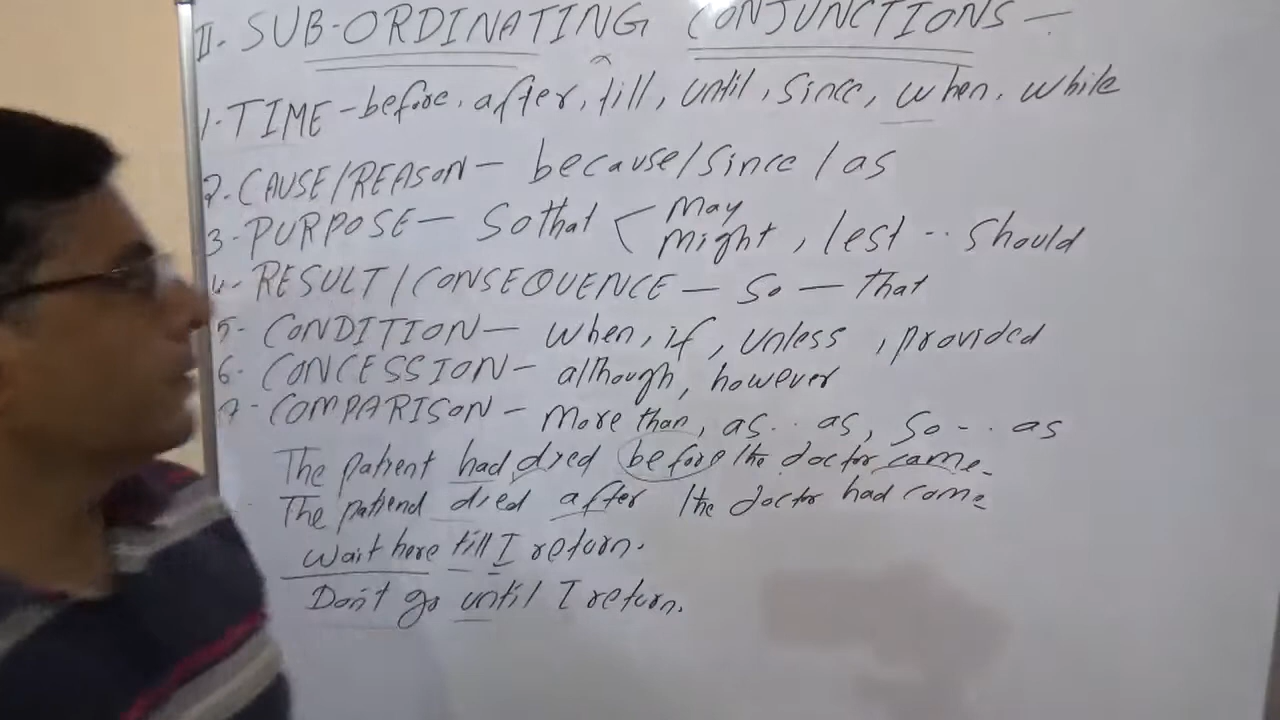 II. SUB-ORDINATING CONJUNCTIONS -
1. TIME - before, after, till, until, since, when, while
2. CAUSE/REASON - because/since/as
3. PURPOSE - So that < may might, lest .. should
4. RESULT/CONSEQUENCE - So - that
5. CONDITION - when, if, unless, provided
6. CONCESSION - although, however
7. COMPARISON - more than, as .. as, so - .. as
The patient had died before the doctor came.
The patiend died after the doctor had come
Wait here till I return.
Don't go until I return.